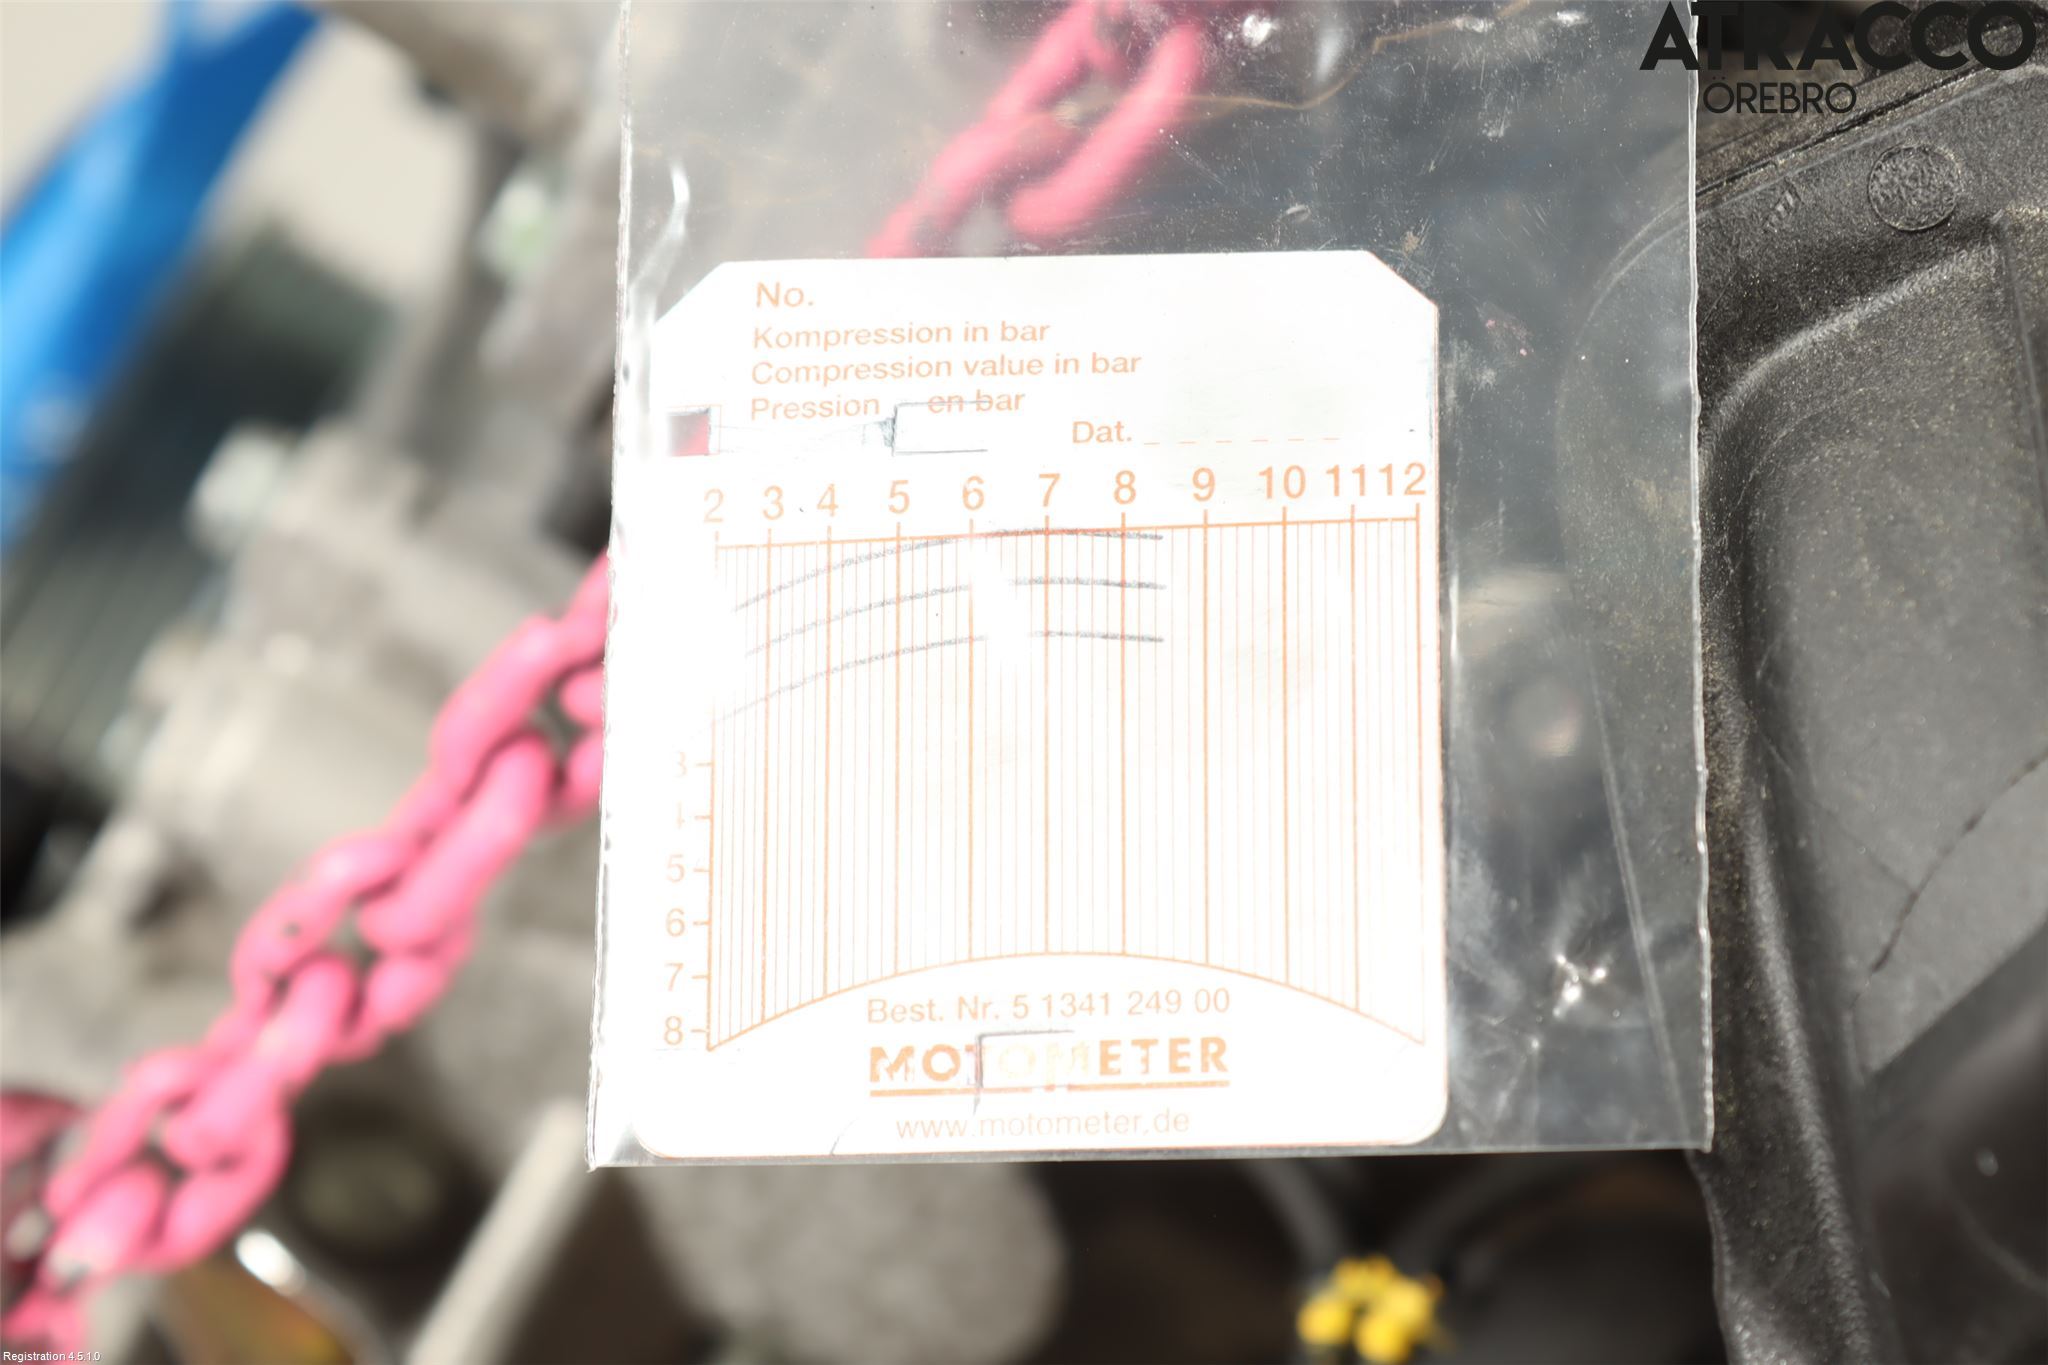 ATRACCO
ÖREBRO
No.
Kompression in bar
Compression value in bar
Pression en bar
Dat. _ _ _ _ _ _
2 3 4 5 6 7 8 9 10 11 12
3
4
5
6
7
8
Best. Nr. 5 1341 249 00
MOTOMETER
www.motometer.de
Registration 4.5.1.0